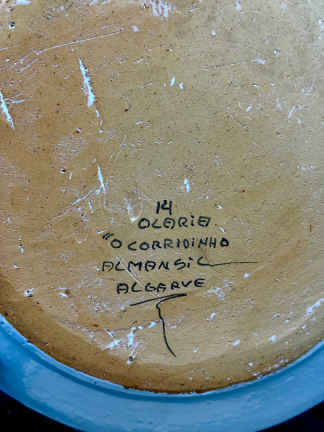 14
OLARIA
"O CORRIDINHO
ALMANSIL
ALGARVE